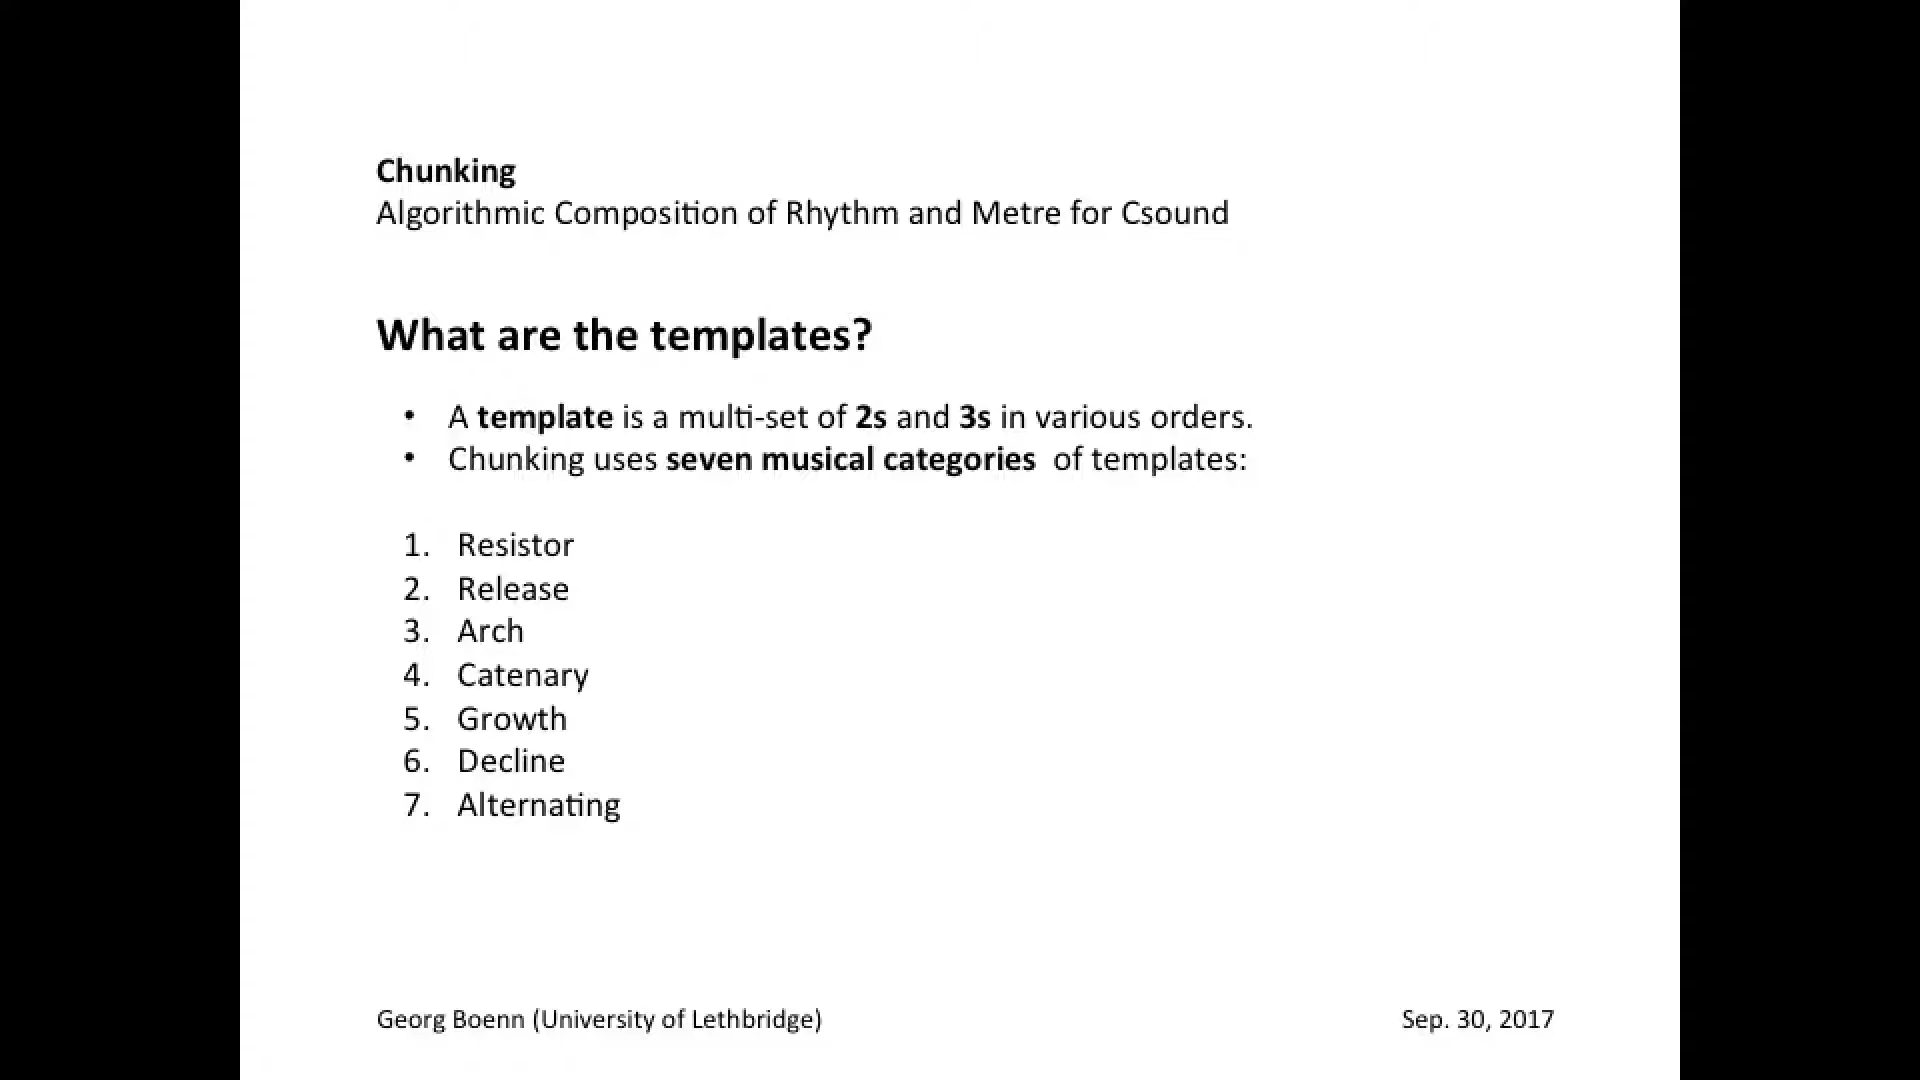 Chunking
Algorithmic Composition of Rhythm and Metre for Csound
What are the templates?
• A template is a multi-set of 2s and 3s in various orders.
• Chunking uses seven musical categories of templates:
1. Resistor
2. Release
3. Arch
4. Catenary
5. Growth
6. Decline
7. Alternating
Georg Boenn (University of Lethbridge) Sep. 30, 2017